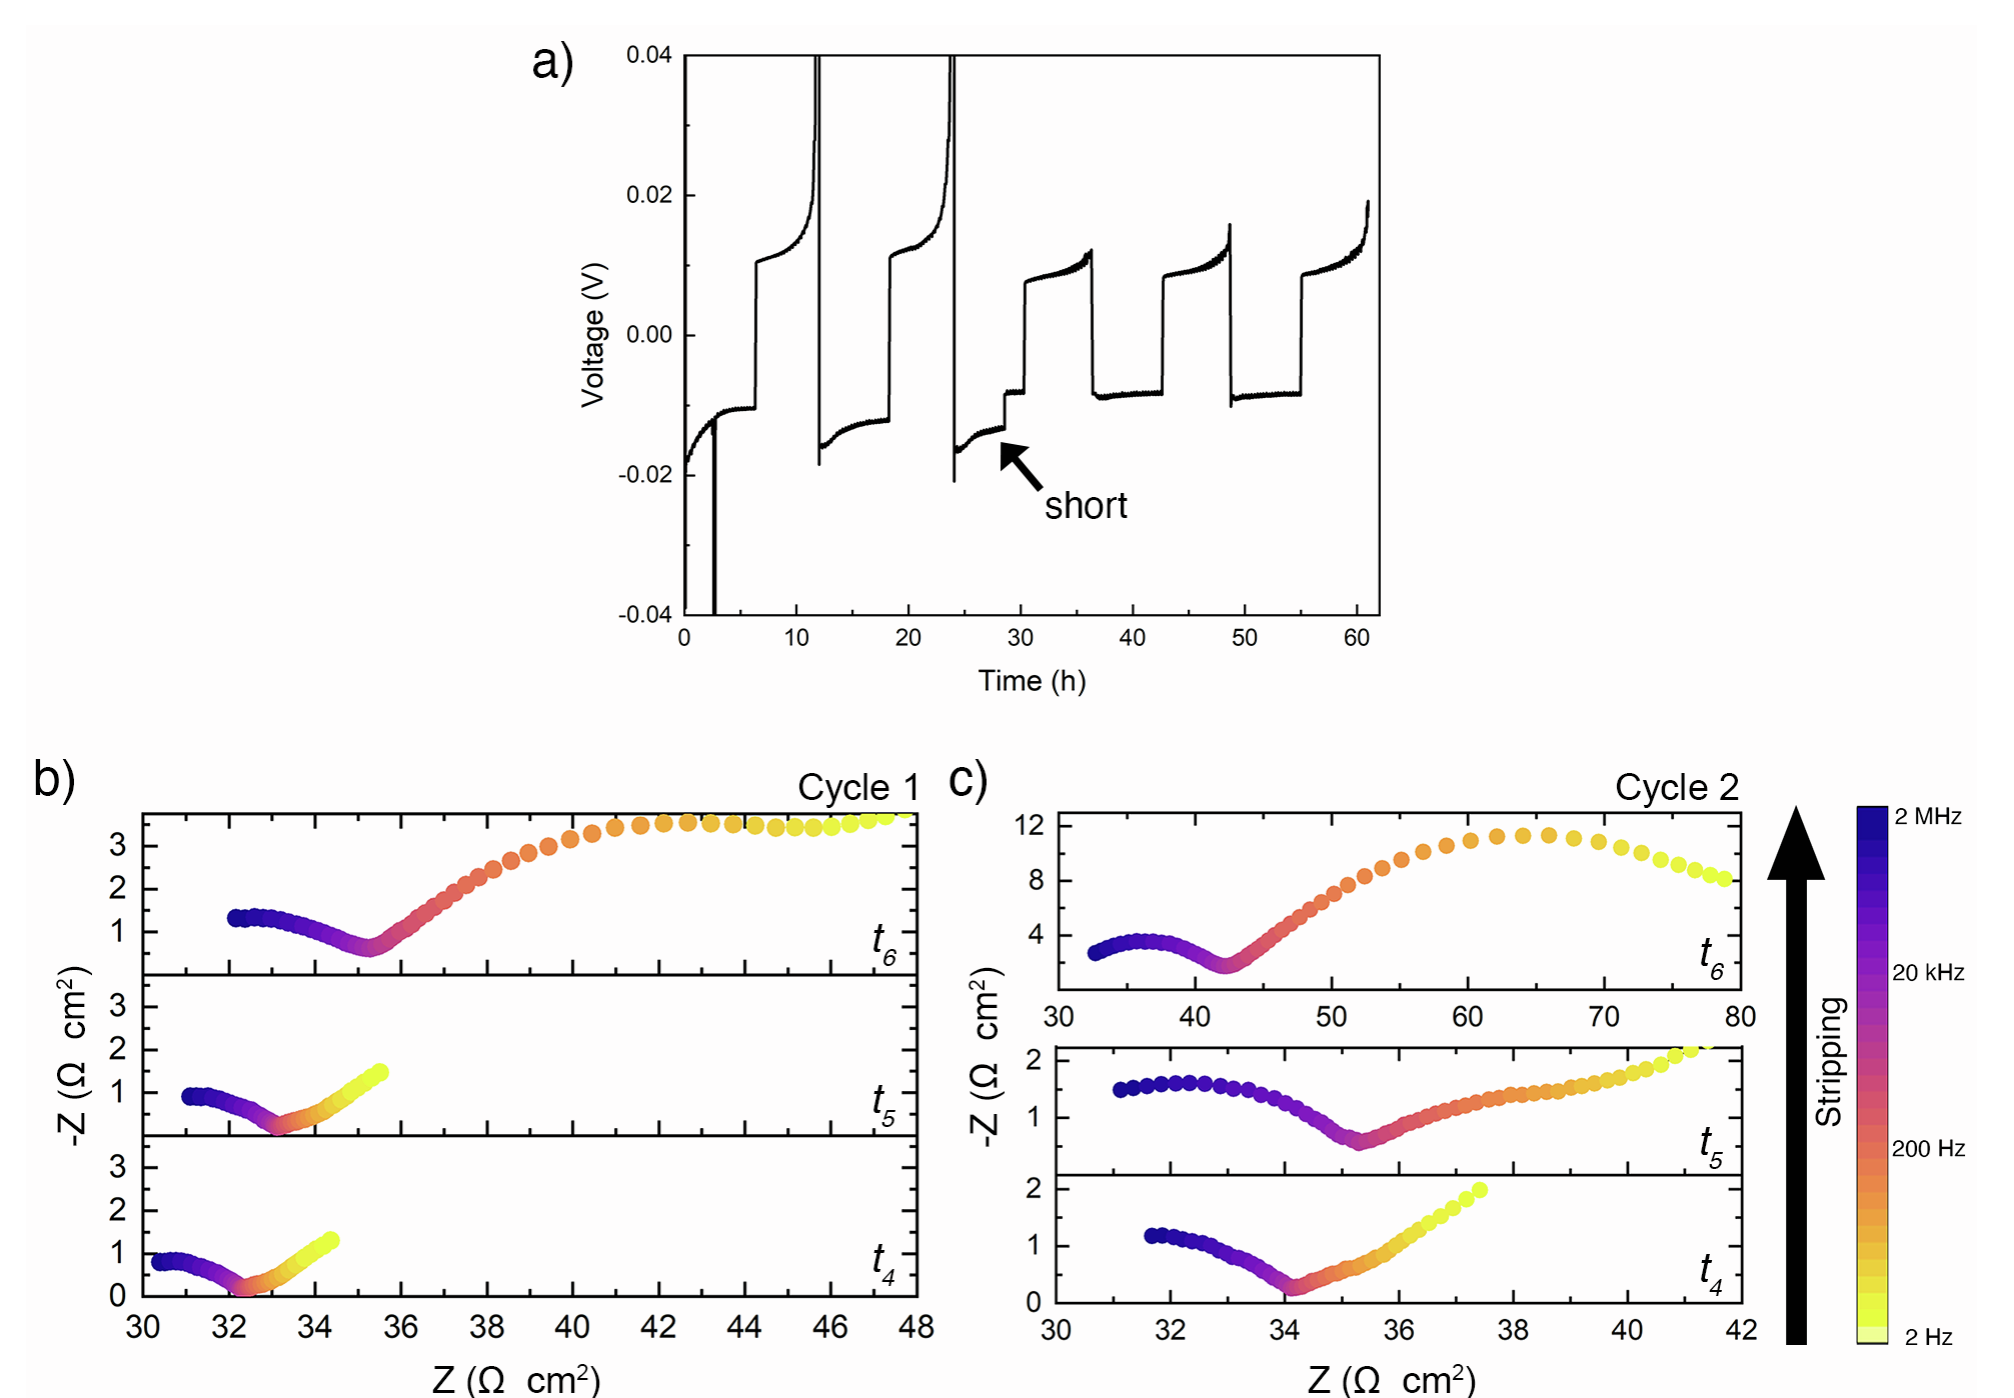 a)
0.04
0.02
0.00
-0.02
-0.04
Voltage (V)
0 10 20 30 40 50 60
Time (h)
short
b)
Cycle 1
3
2
1
t6
3
2
1
t5
3
2
1
0
t4
-Z (Ω cm²)
30 32 34 36 38 40 42 44 46 48
Z (Ω cm²)
c)
Cycle 2
12
8
4
t6
30 40 50 60 70 80
2
1
t5
2
1
0
t4
-Z (Ω cm²)
30 32 34 36 38 40 42
Z (Ω cm²)
Stripping
2 MHz
20 kHz
200 Hz
2 Hz